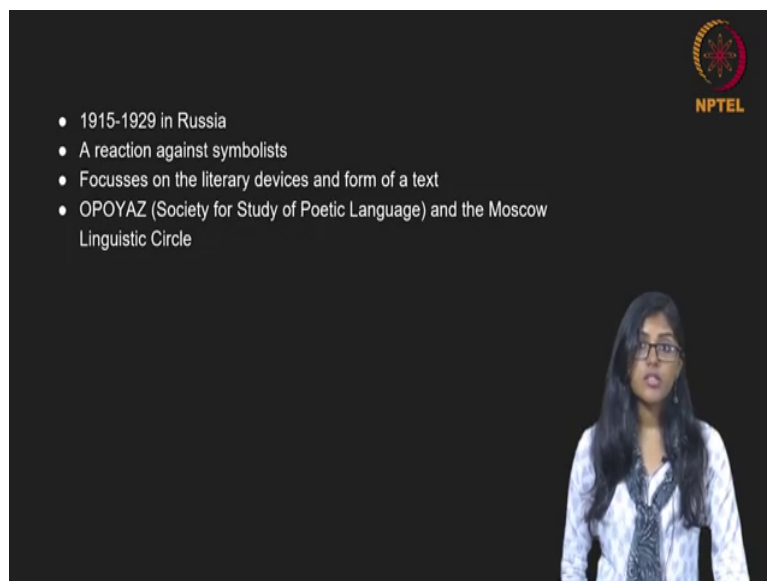 NPTEL
● 1915-1929 in Russia
● A reaction against symbolists
● Focusses on the literary devices and form of a text
● OPOYAZ (Society for Study of Poetic Language) and the Moscow
Linguistic Circle